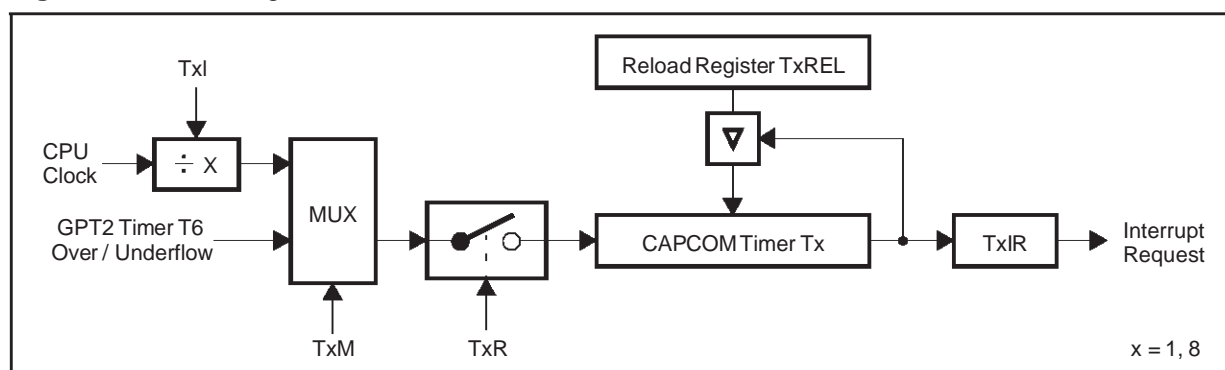 TxI
Reload Register TxREL
CPU
Clock
÷ X
MUX
GPT2 Timer T6
Over / Underflow
CAPCOM Timer Tx
TxIR
Interrupt
Request
TxM
TxR
x = 1, 8